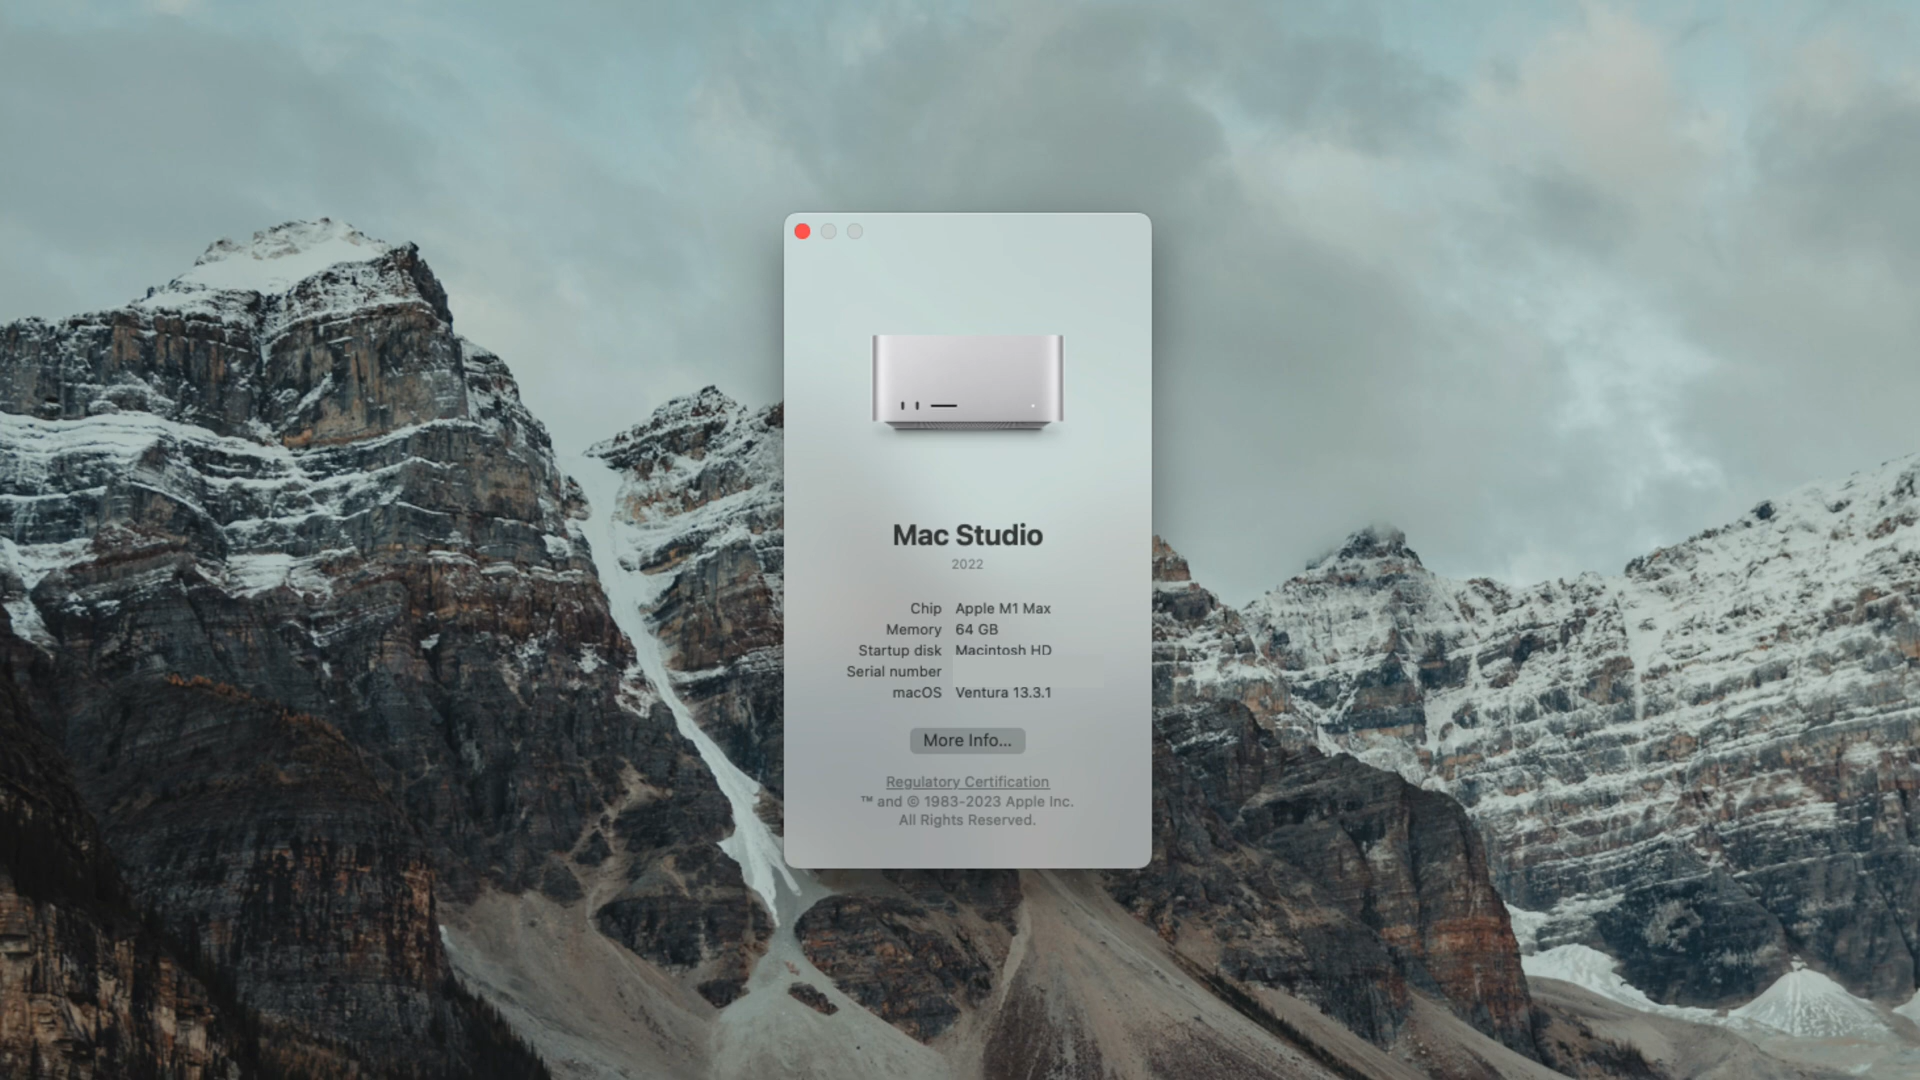 Mac Studio
2022
Chip Apple M1 Max
Memory 64 GB
Startup disk Macintosh HD
Serial number
macOS Ventura 13.3.1
More Info...
Regulatory Certification
™ and © 1983-2023 Apple Inc.
All Rights Reserved.